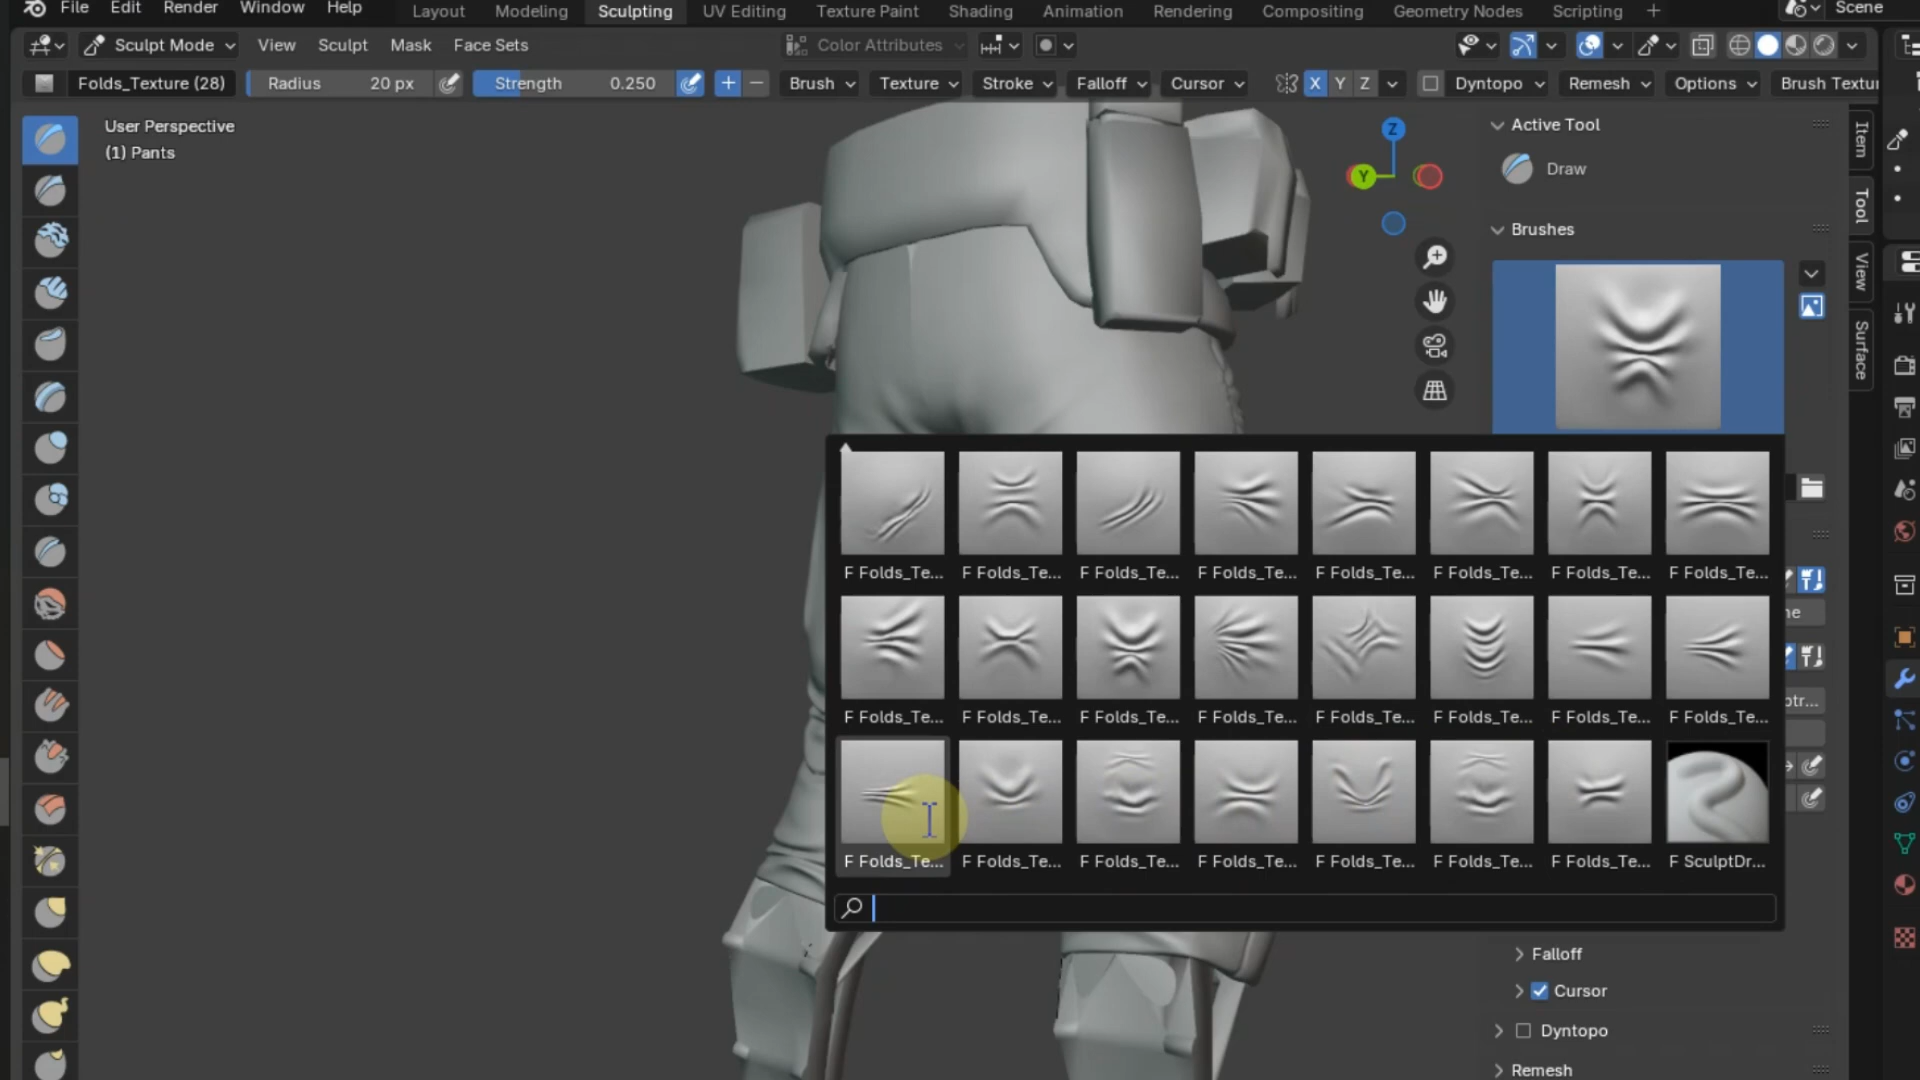 File Edit Render Window Help Layout Modeling Sculpting UV Editing Texture Paint Shading Animation Rendering Compositing Geometry Nodes Scripting + Scene
Sculpt Mode View Sculpt Mask Face Sets Color Attributes
Folds_Texture (28) Radius 20 px Strength 0.250 Brush Texture Stroke Falloff Cursor X Y Z Dyntopo Remesh Options Brush Textu
User Perspective
(1) Pants
Z
Y
Active Tool
Draw
Brushes
Item
Tool
View
Surface
F Folds_Te... F Folds_Te... F Folds_Te... F Folds_Te... F Folds_Te... F Folds_Te... F Folds_Te... F Folds_Te...
F Folds_Te... F Folds_Te... F Folds_Te... F Folds_Te... F Folds_Te... F Folds_Te... F Folds_Te... F Folds_Te...
F Folds_Te... F Folds_Te... F Folds_Te... F Folds_Te... F Folds_Te... F Folds_Te... F Folds_Te... F SculptDr...
Falloff
Cursor
Dyntopo
Remesh